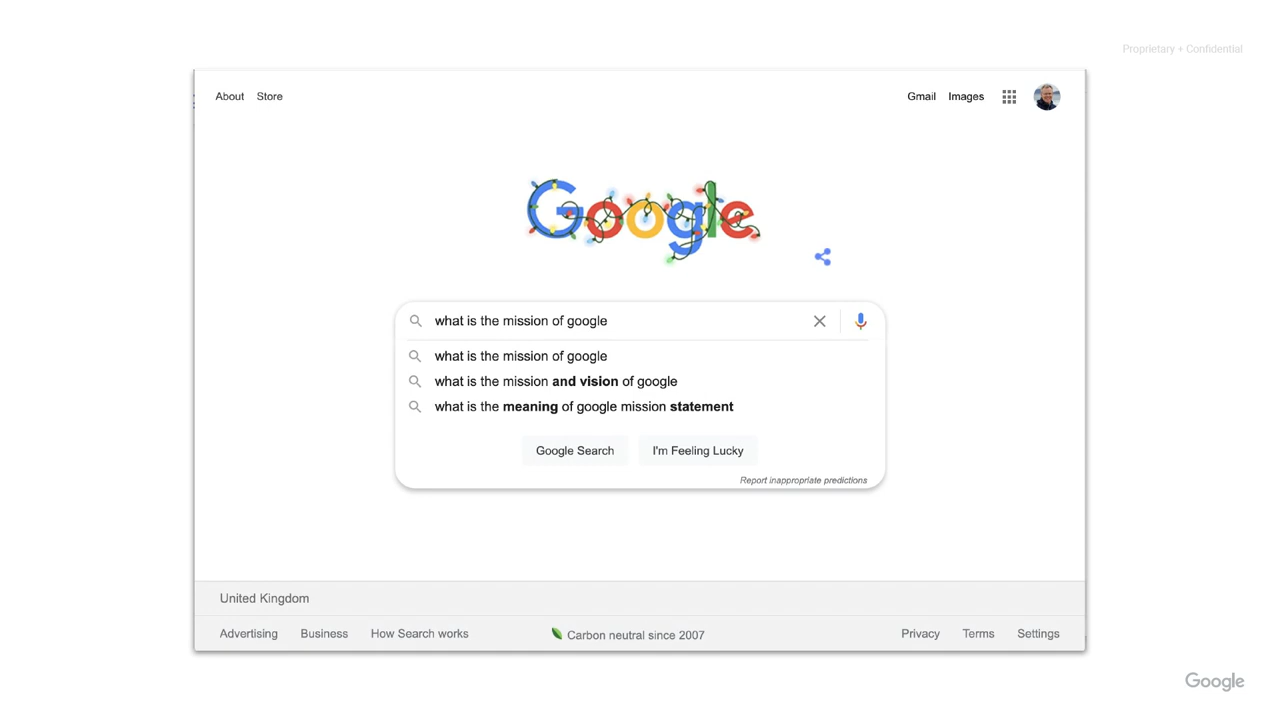 Proprietary + Confidential
About Store Gmail Images
Google
what is the mission of google
what is the mission of google
what is the mission and vision of google
what is the meaning of google mission statement
Google Search I'm Feeling Lucky
Report inappropriate predictions
United Kingdom
Advertising Business How Search works Carbon neutral since 2007 Privacy Terms Settings
Google